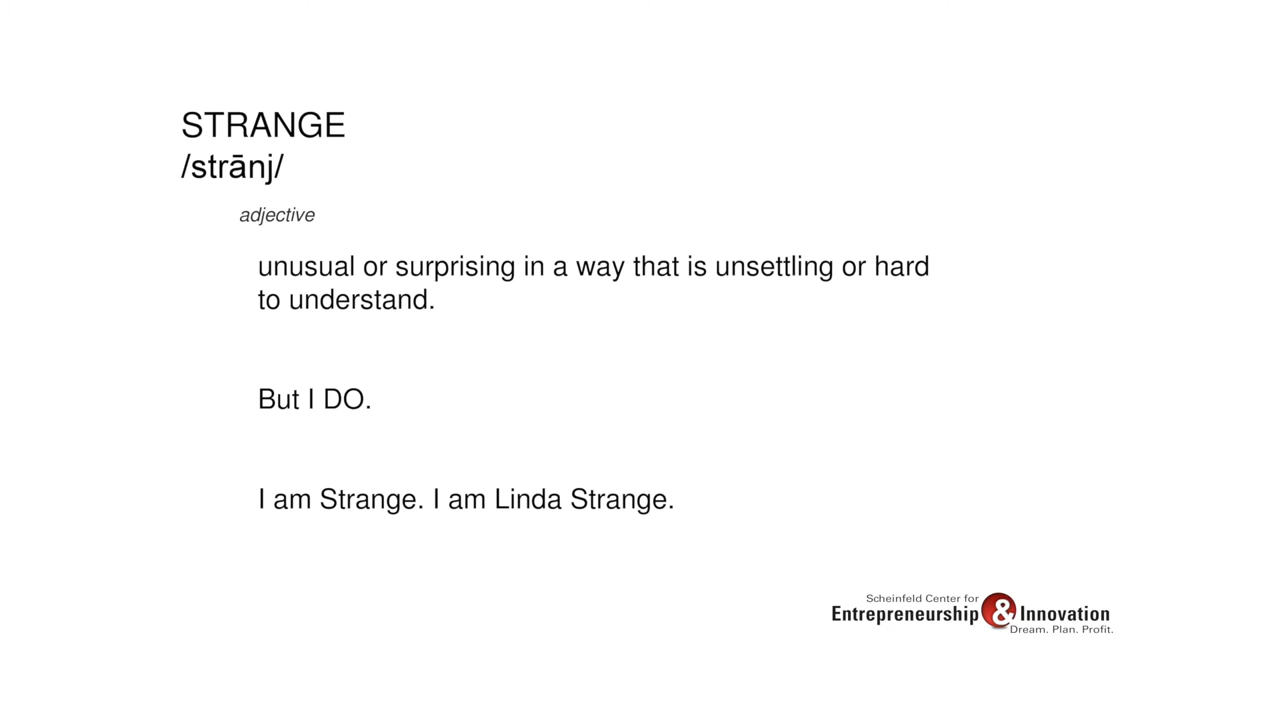 STRANGE
/strānj/
adjective
unusual or surprising in a way that is unsettling or hard
to understand.
But I DO.
I am Strange. I am Linda Strange.
Scheinfeld Center for
Entrepreneurship & Innovation
Dream. Plan. Profit.